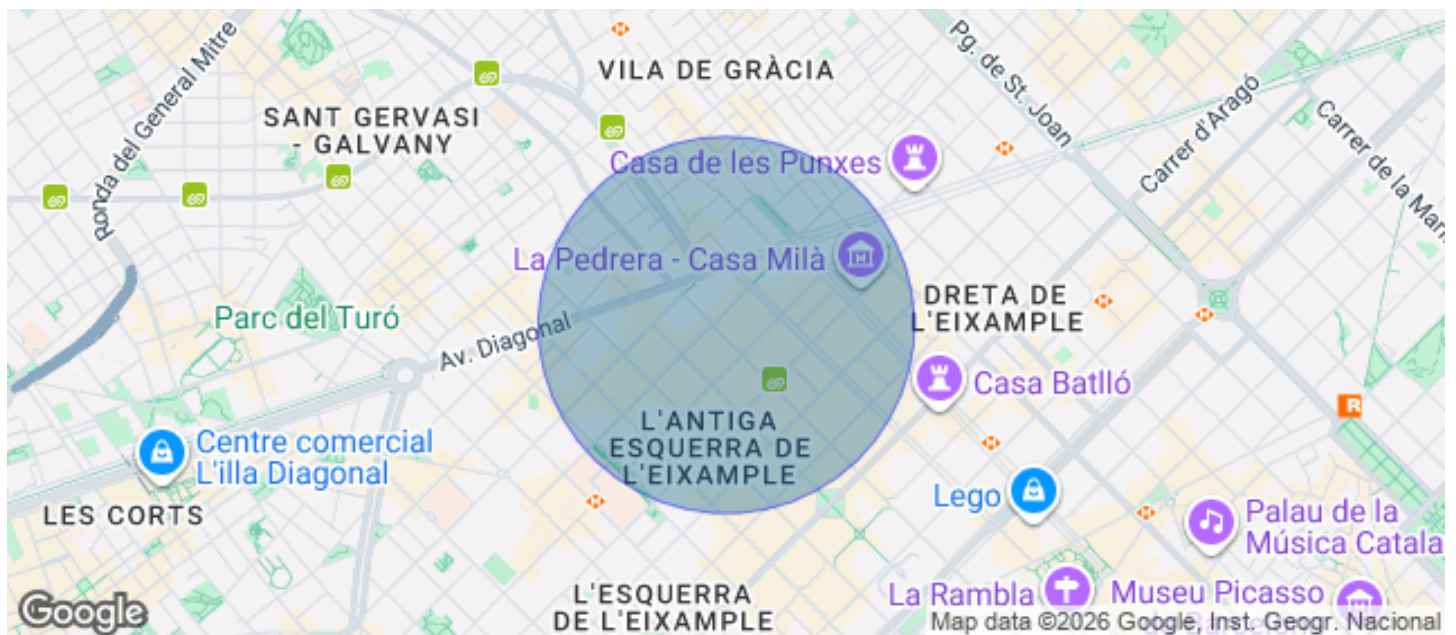 Ronda del General Mitre
VILA DE GRÀCIA
Pg. de St. Joan
Carrer d'Aragó
Carrer de la Mari
SANT GERVASI
- GALVANY
Casa de les Punxes
La Pedrera - Casa Milà
DRETA DE
L'EIXAMPLE
Parc del Turó
Av. Diagonal
Casa Batlló
L'ANTIGA
ESQUERRA DE
L'EIXAMPLE
Centre comercial
L'illa Diagonal
LES CORTS
Lego
Palau de la
Música Catala
R
L'ESQUERRA
DE L'EIXAMPLE
La Rambla
Museu Picasso
Google
Map data ©2026 Google, Inst. Geogr. Nacional